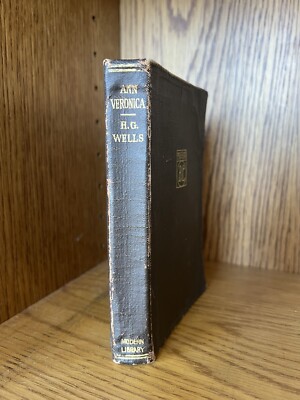 ANN
VERONICA
H.G.
WELLS
MODERN
LIBRARY